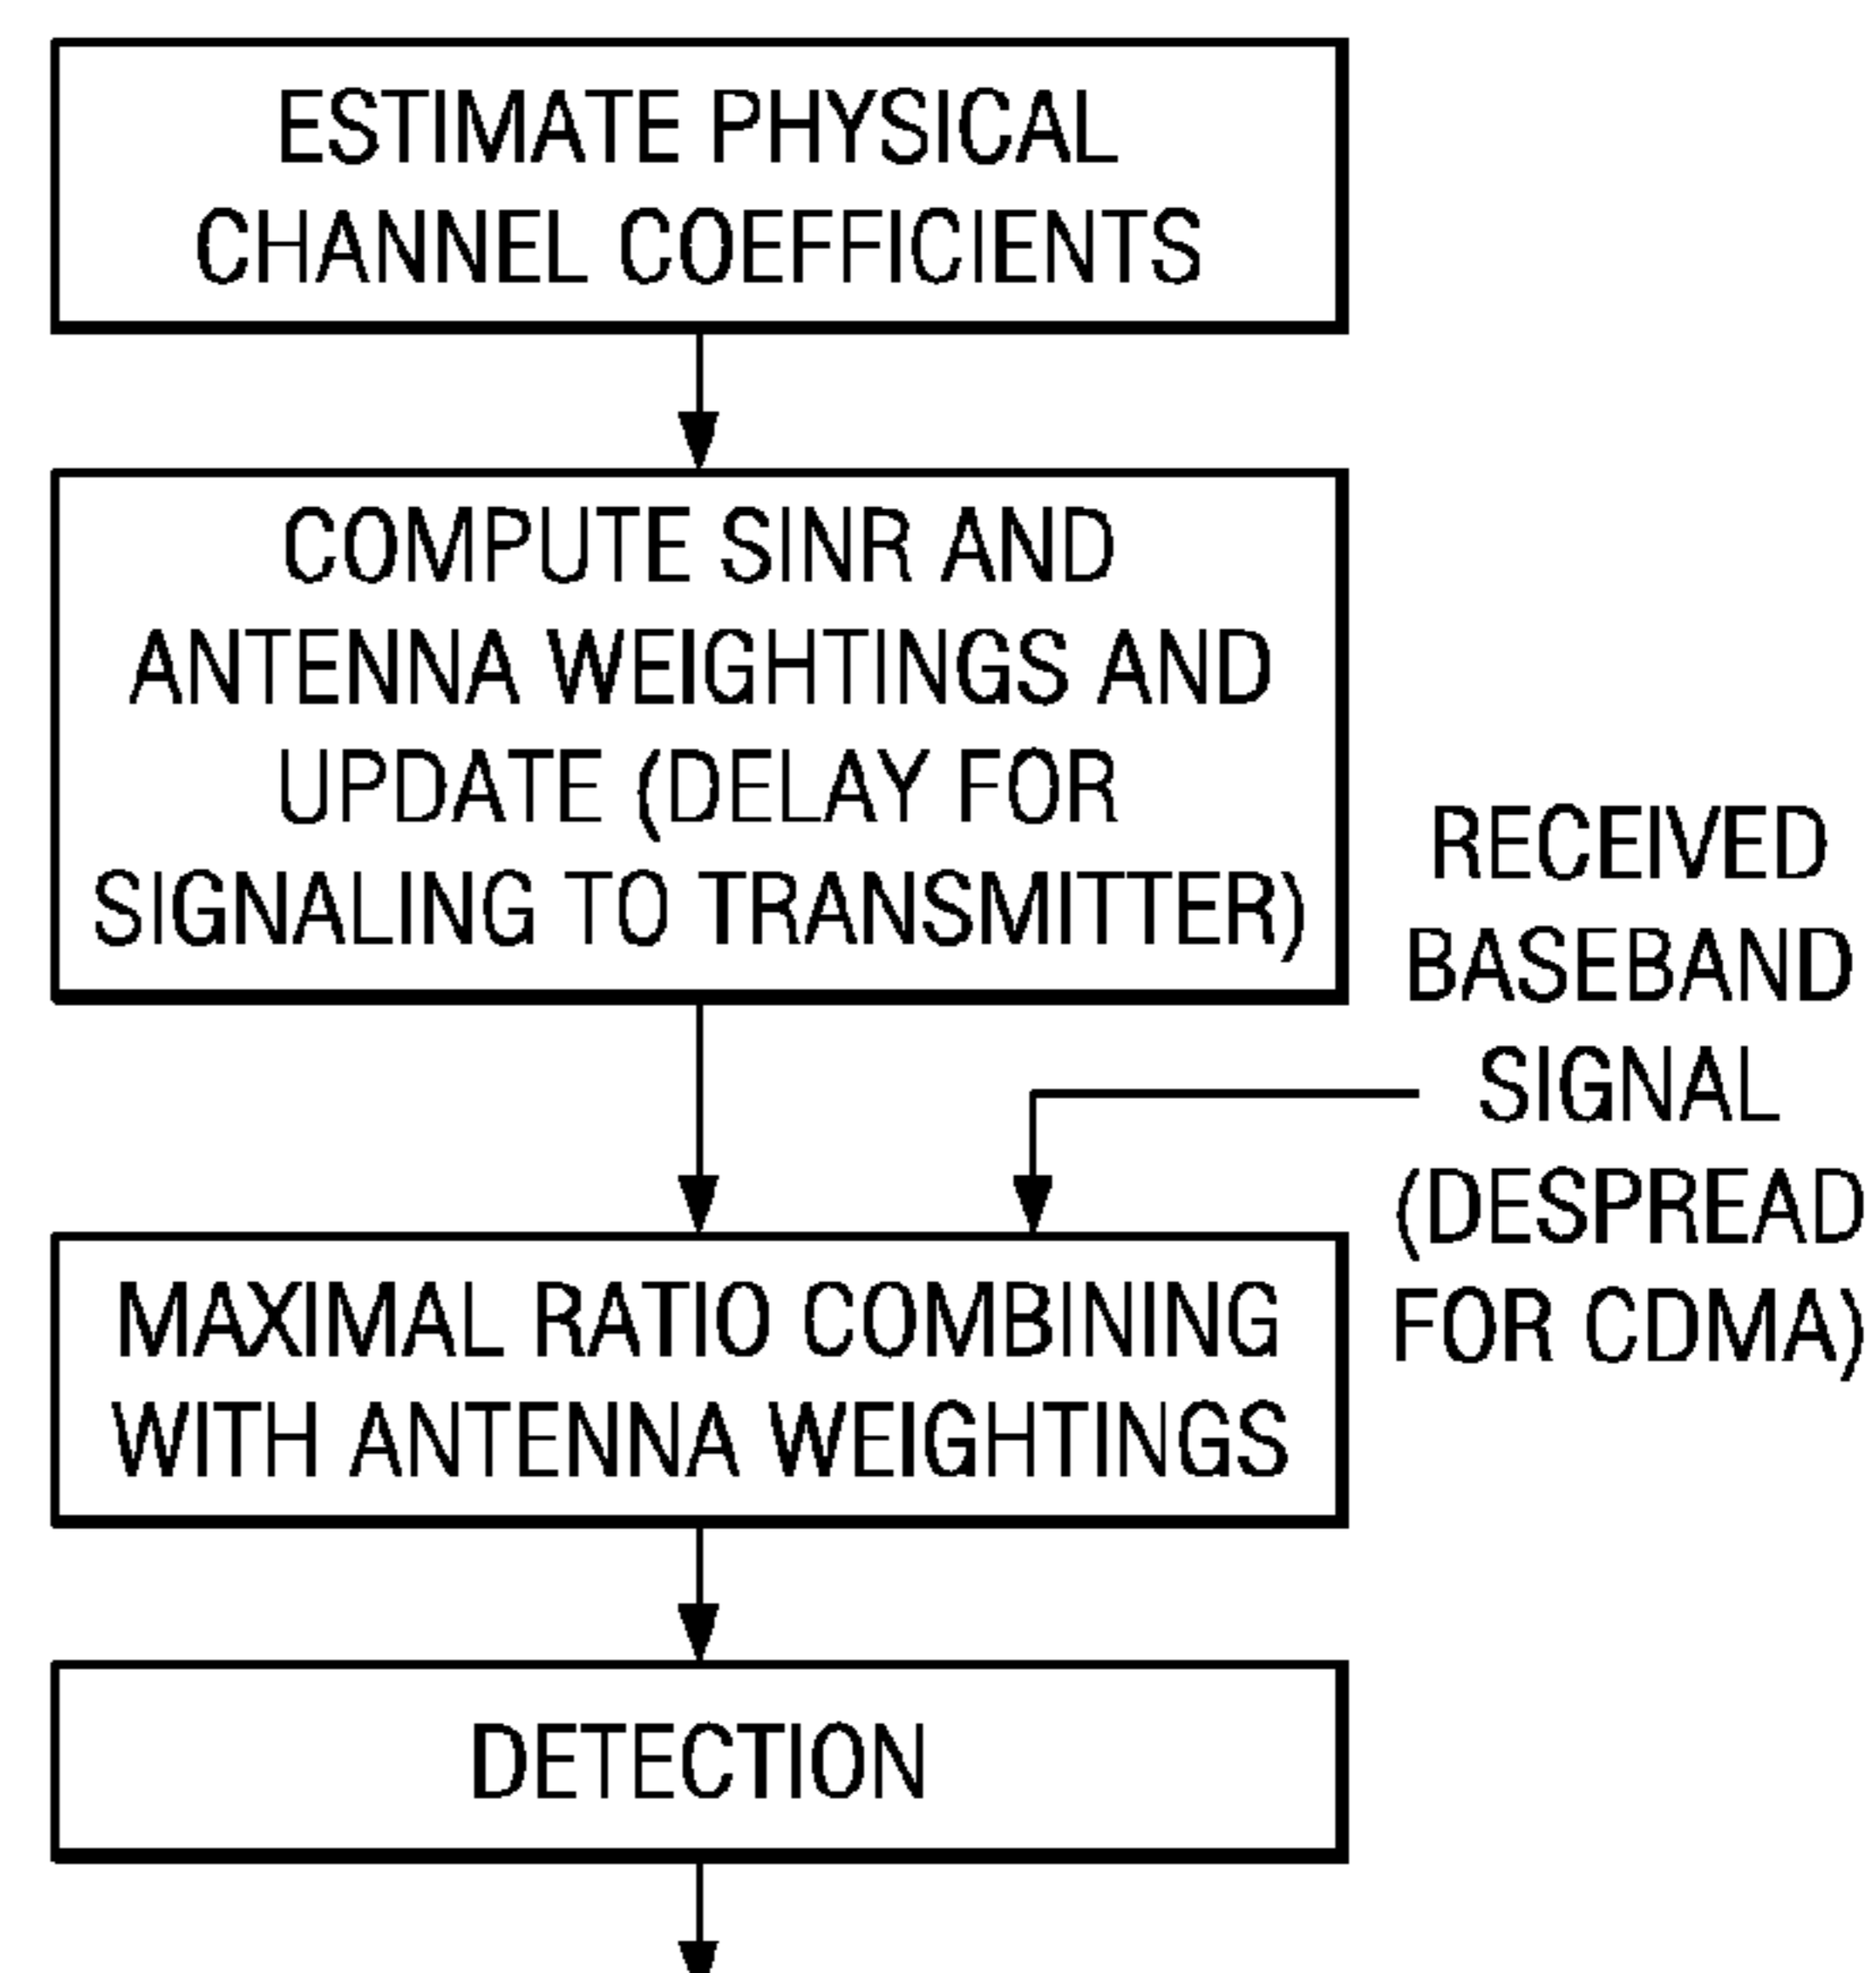 ESTIMATE PHYSICAL
CHANNEL COEFFICIENTS
COMPUTE SINR AND
ANTENNA WEIGHTINGS AND
UPDATE (DELAY FOR
SIGNALING TO TRANSMITTER)
RECEIVED
BASEBAND
SIGNAL
(DESPREAD
FOR CDMA)
MAXIMAL RATIO COMBINING
WITH ANTENNA WEIGHTINGS
DETECTION